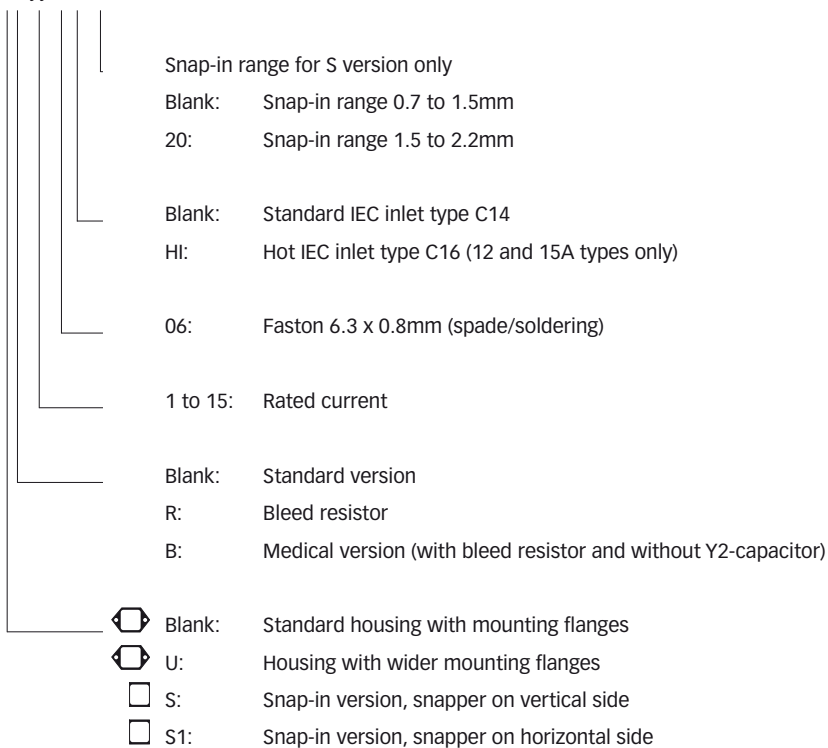 Snap-in range for S version only
Blank: Snap-in range 0.7 to 1.5mm
20: Snap-in range 1.5 to 2.2mm
Blank: Standard IEC inlet type C14
HI: Hot IEC inlet type C16 (12 and 15A types only)
06: Faston 6.3 x 0.8mm (spade/soldering)
1 to 15: Rated current
Blank: Standard version
R: Bleed resistor
B: Medical version (with bleed resistor and without Y2-capacitor)
Blank: Standard housing with mounting flanges
U: Housing with wider mounting flanges
S: Snap-in version, snapper on vertical side
S1: Snap-in version, snapper on horizontal side